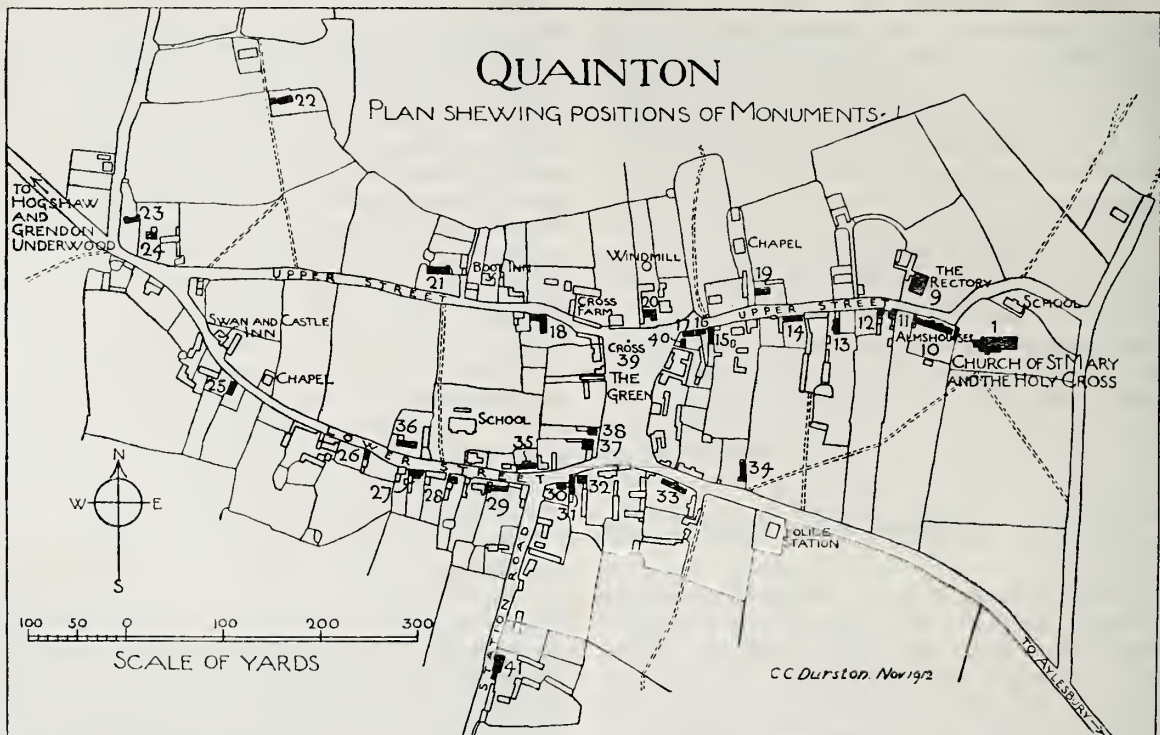 QUAINTON
PLAN SHEWING POSITIONS OF MONUMENTS.
22
TO
HOGSHAW
AND
GRENDON
UNDERWOOD
23
24
UPPER STREET
21
BOOT INN
CROSS
FARM
18
WINDMILL
20
CHAPEL
19
UPPER STREET
THE
RECTORY
9
SCHOOL
17
16
40
15
14
13
12
11
ALMSHOUSES
10
1
CHURCH OF ST MARY
AND THE HOLY CROSS
SWAN AND CASTLE
INN
CHAPEL
25
CROSS
39
THE
GREEN
SCHOOL
38
37
36
35
26
LOWER STREET
27
28
29
30
31
32
33
34
STATION ROAD
4
POLICE
STATION
N
W
E
S
100 50 0 100 200 300
SCALE OF YARDS
CC Durston. Nov 1912
TO AYLESBURY